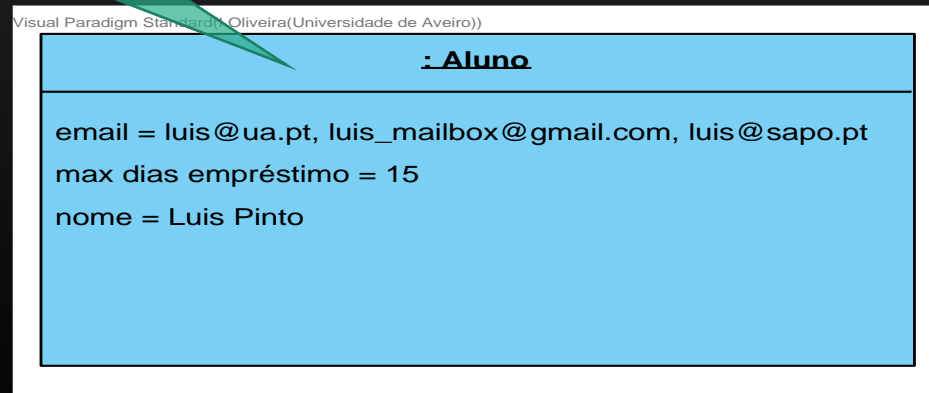 Visual Paradigm Standard(I Oliveira(Universidade de Aveiro))
: Aluno
email = luis@ua.pt, luis_mailbox@gmail.com, luis@sapo.pt
max dias empréstimo = 15
nome = Luis Pinto